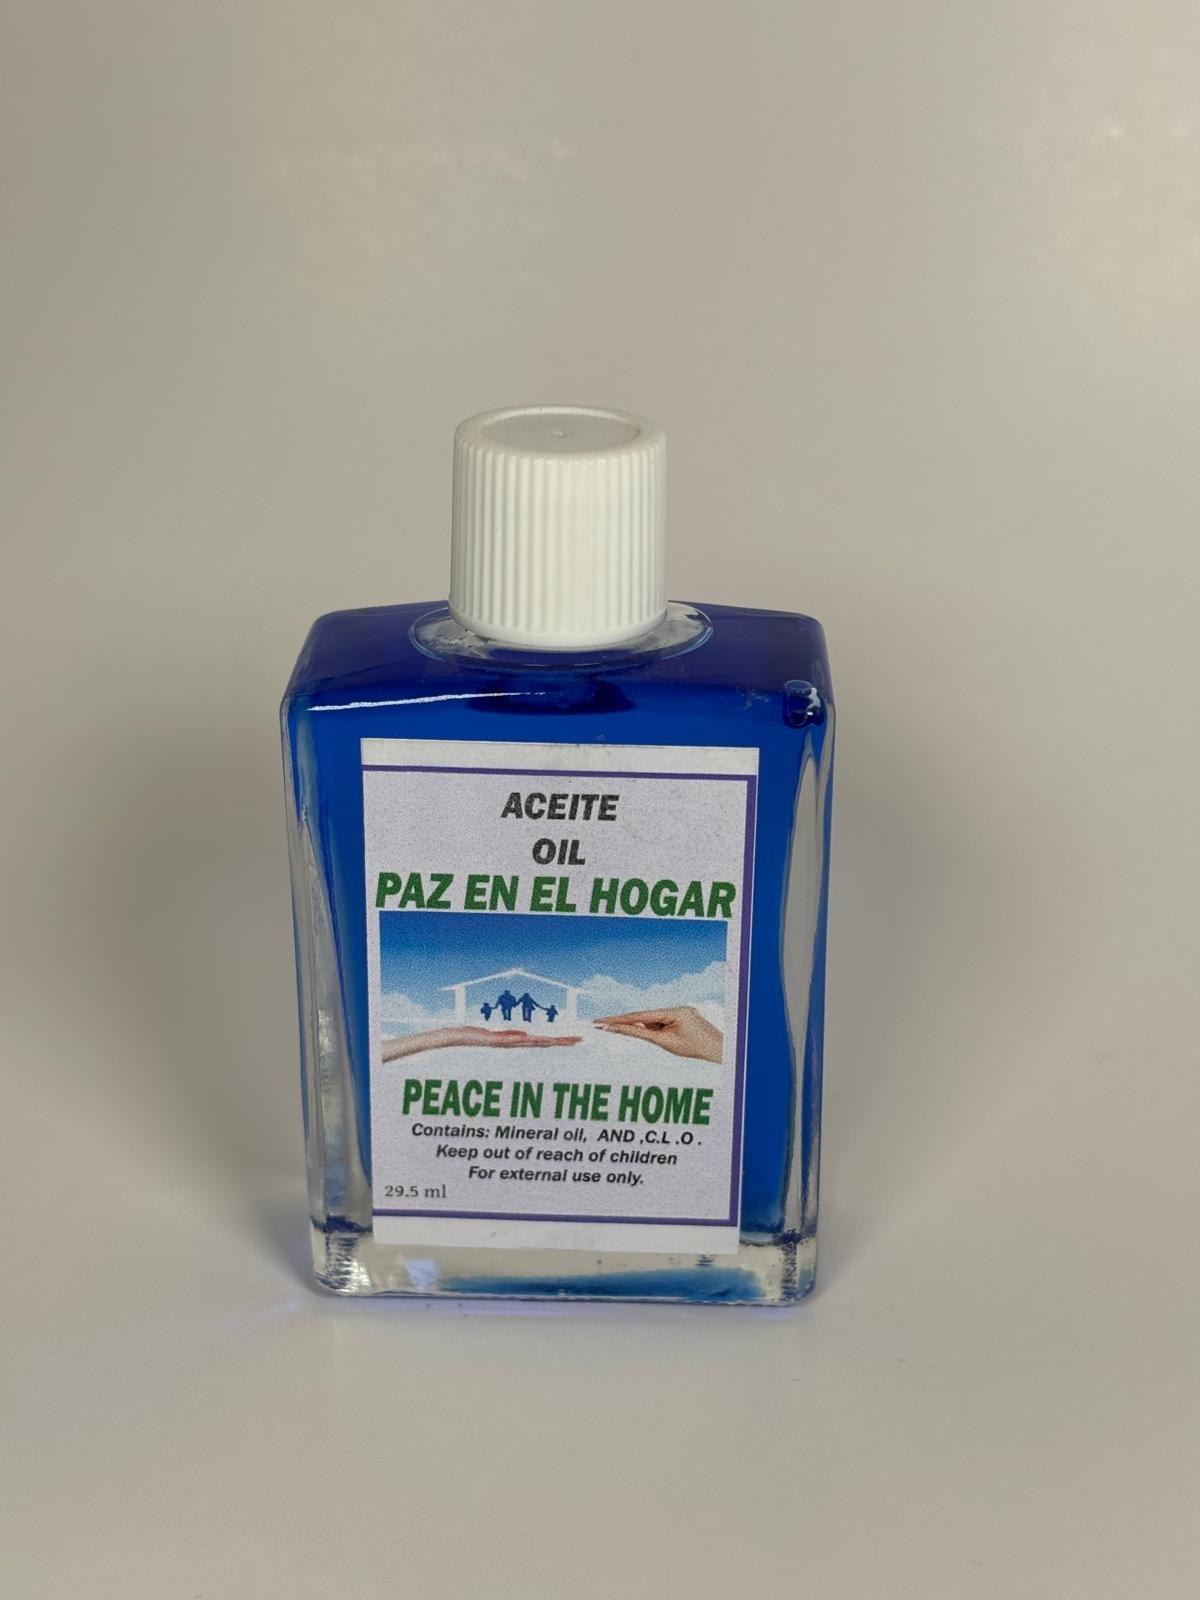 ACEITE
OIL
PAZ EN EL HOGAR
PEACE IN THE HOME
Contains: Mineral oil, AND ,C.L .O .
Keep out of reach of children
For external use only.
29.5 ml